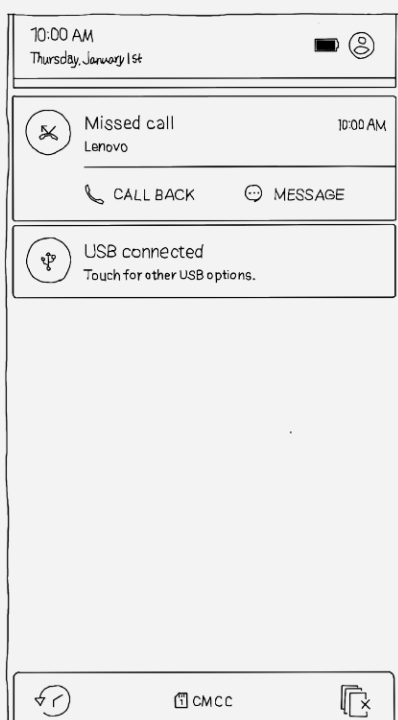 10:00 AM
Thursday, January 1st
Missed call
10:00 AM
Lenovo
CALL BACK
MESSAGE
USB connected
Touch for other USB options.
1
CMCC